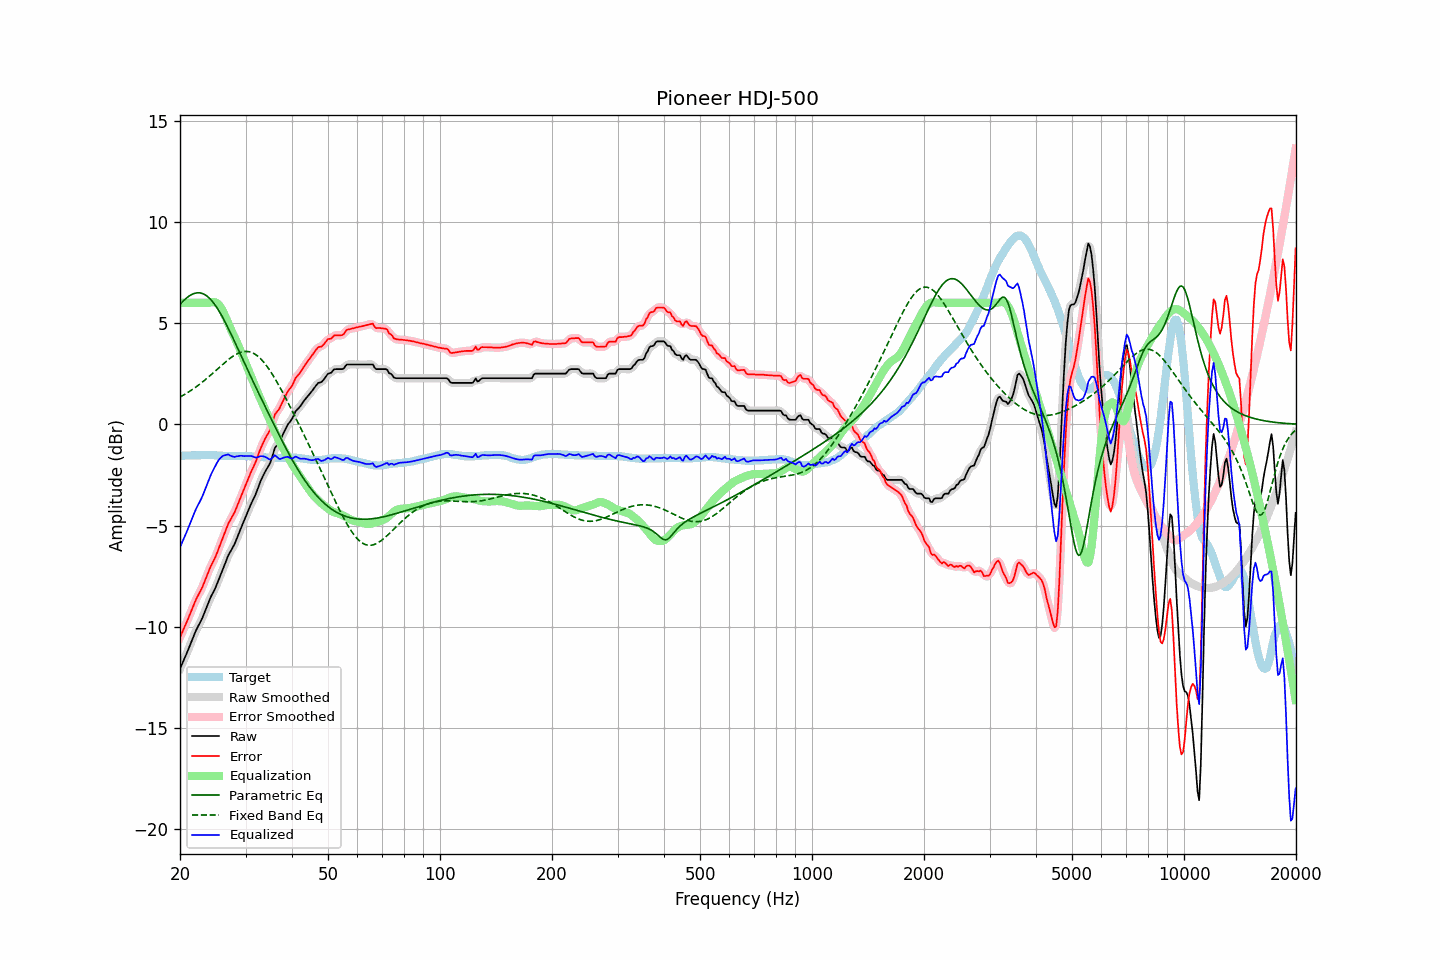 Pioneer HDJ-500
15
10
5
0
−5
−10
−15
−20
Amplitude (dBr)
Target
Raw Smoothed
Error Smoothed
Raw
Error
Equalization
Parametric Eq
Fixed Band Eq
Equalized
20 50 100 200 500 1000 2000 5000 10000 20000
Frequency (Hz)